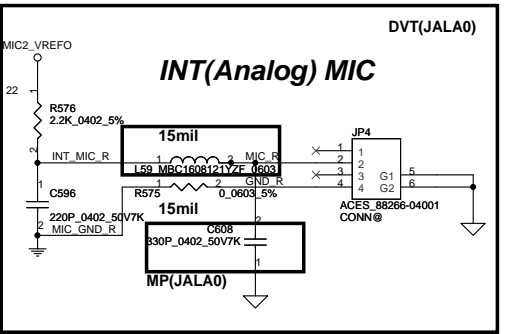 DVT(JALA0)
MIC2_VREFO
INT(Analog) MIC
22
1
R576
2.2K_0402_5%
2
15mil
JP4
INT_MIC_R
1
2
MIC_R
L59 MBC1608121YZF_0603
1 1
2 2
3 3
4 4
G1 5
G2 6
1
R575
2
GND_R
0_0603_5%
C596
220P_0402_50V7K
2
MIC_GND_R
15mil
ACES_88266-04001
CONN@
2
C608
330P_0402_50V7K
1
MP(JALA0)